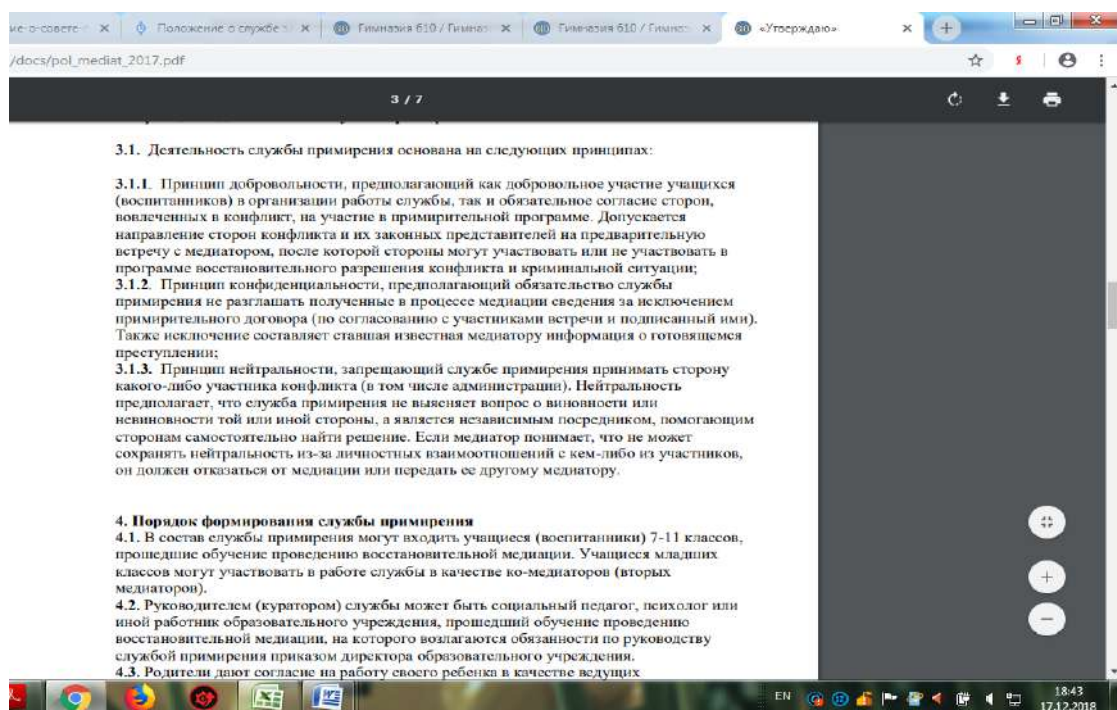 ие-о-совете-
Положение о службе
Гимназия 610 / Гимназ
Гимназия 610 / Гимназ
«Утверждаю»
/docs/pol_mediat_2017.pdf
3 / 7
3.1. Деятельность службы примирения основана на следующих принципах:
3.1.1. Принцип добровольности, предполагающий как добровольное участие учащихся
(воспитанников) в организации работы службы, так и обязательное согласие сторон,
вовлеченных в конфликт, на участие в примирительной программе. Допускается
направление сторон конфликта и их законных представителей на предварительную
встречу с медиатором, после которой стороны могут участвовать или не участвовать в
программе восстановительного разрешения конфликта и криминальной ситуации;
3.1.2. Принцип конфиденциальности, предполагающий обязательство службы
примирения не разглашать полученные в процессе медиации сведения за исключением
примирительного договора (по согласованию с участниками встречи и подписанный ими).
Также исключение составляет ставшая известная медиатору информация о готовящемся
преступлении;
3.1.3. Принцип нейтральности, запрещающий службе примирения принимать сторону
какого-либо участника конфликта (в том числе администрации). Нейтральность
предполагает, что служба примирения не выясняет вопрос о виновности или
невиновности той или иной стороны, а является независимым посредником, помогающим
сторонам самостоятельно найти решение. Если медиатор понимает, что не может
сохранять нейтральность из-за личностных взаимоотношений с кем-либо из участников,
он должен отказаться от медиации или передать ее другому медиатору.
4. Порядок формирования службы примирения
4.1. В состав службы примирения могут входить учащиеся (воспитанники) 7-11 классов,
прошедшие обучение проведению восстановительной медиации. Учащиеся младших
классов могут участвовать в работе службы в качестве ко-медиаторов (вторых
медиаторов).
4.2. Руководителем (куратором) службы может быть социальный педагог, психолог или
иной работник образовательного учреждения, прошедший обучение проведению
восстановительной медиации, на которого возлагаются обязанности по руководству
службой примирения приказом директора образовательного учреждения.
4.3. Родители дают согласие на работу своего ребенка в качестве ведущих
EN
18:43
17.12.2018